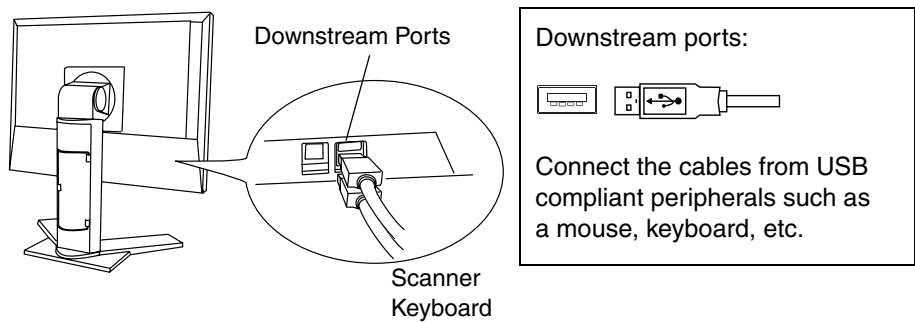 Downstream Ports
Scanner
Keyboard
Downstream ports:
Connect the cables from USB
compliant peripherals such as
a mouse, keyboard, etc.